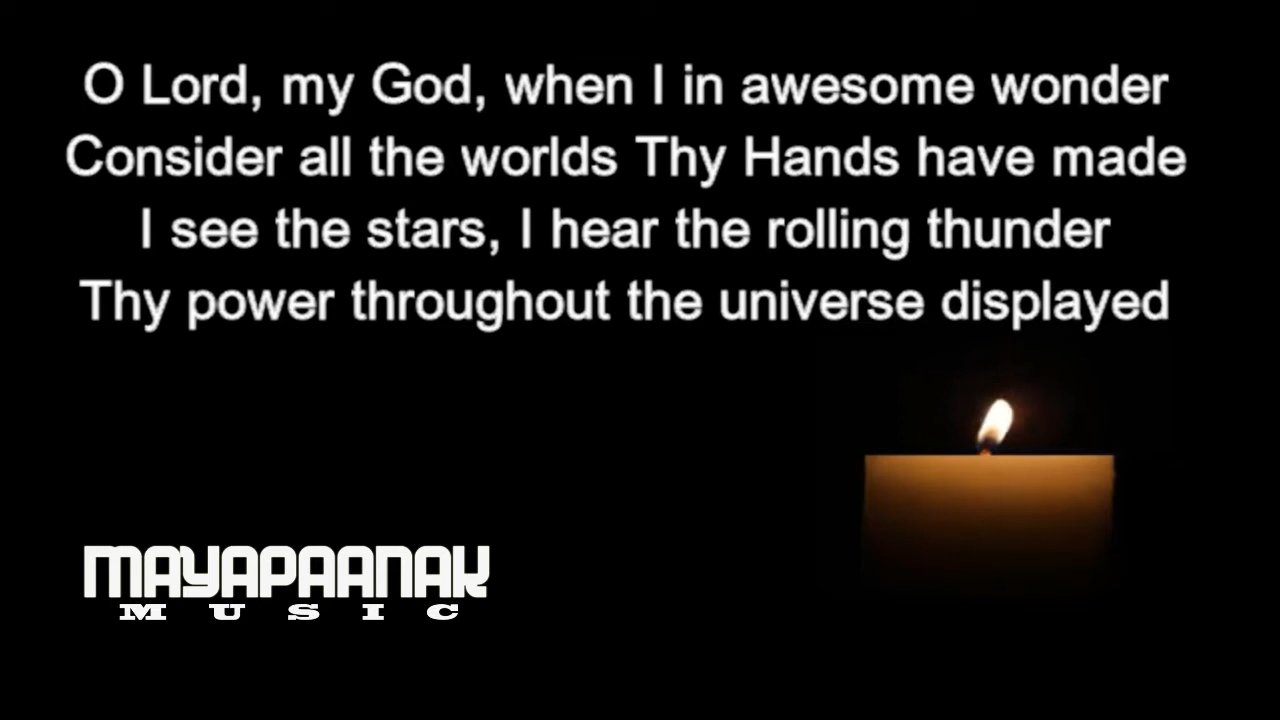 O Lord, my God, when I in awesome wonder
Consider all the worlds Thy Hands have made
I see the stars, I hear the rolling thunder
Thy power throughout the universe displayed
MAYAPAANAK
MUSIC